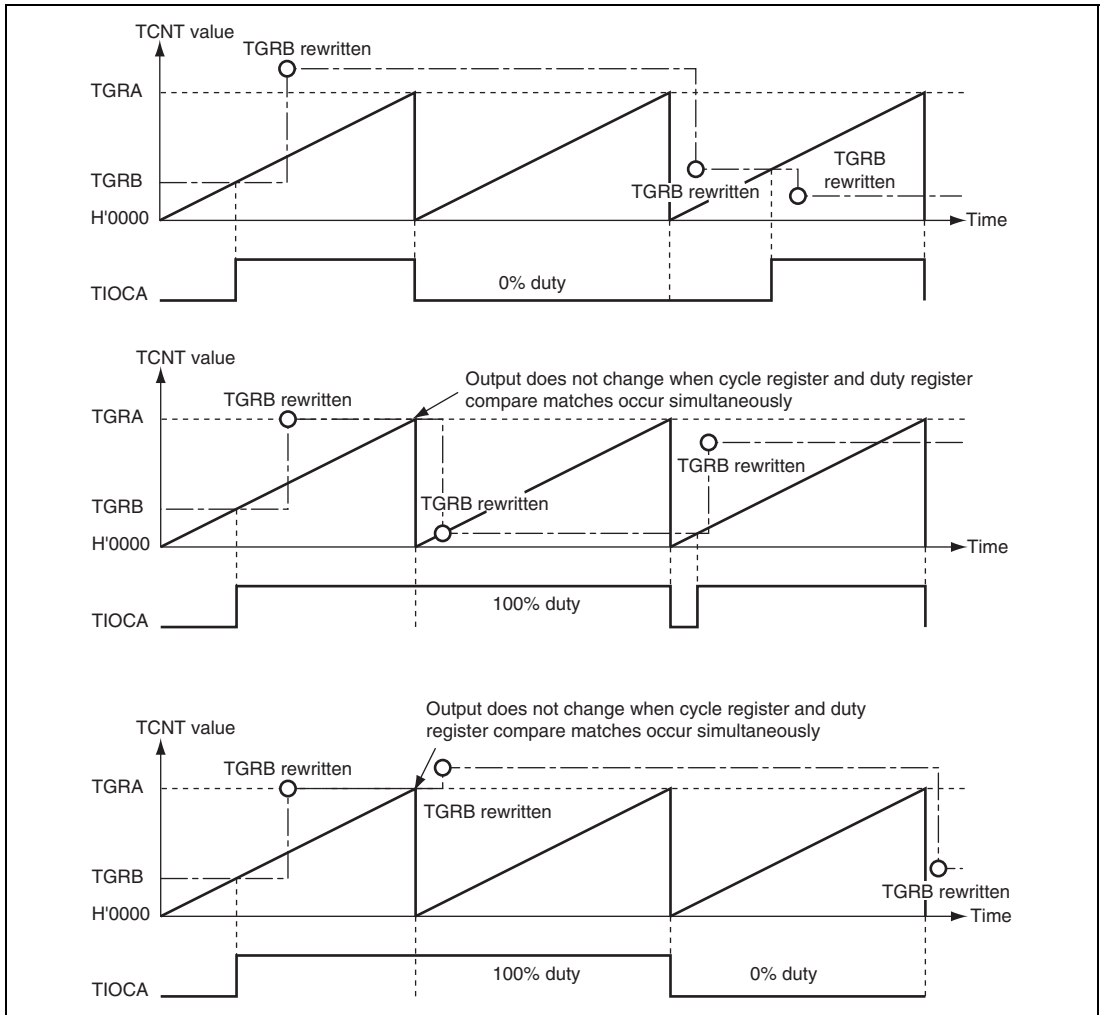 TCNT value
TGRB rewritten
TGRA
TGRB
rewritten
TGRB
TGRB rewritten
H'0000
Time
0% duty
TIOCA
TCNT value
Output does not change when cycle register and duty register
compare matches occur simultaneously
TGRB rewritten
TGRA
TGRB rewritten
TGRB rewritten
TGRB
H'0000
Time
100% duty
TIOCA
Output does not change when cycle register and duty
register compare matches occur simultaneously
TCNT value
TGRB rewritten
TGRA
TGRB rewritten
TGRB
TGRB rewritten
H'0000
Time
100% duty
0% duty
TIOCA